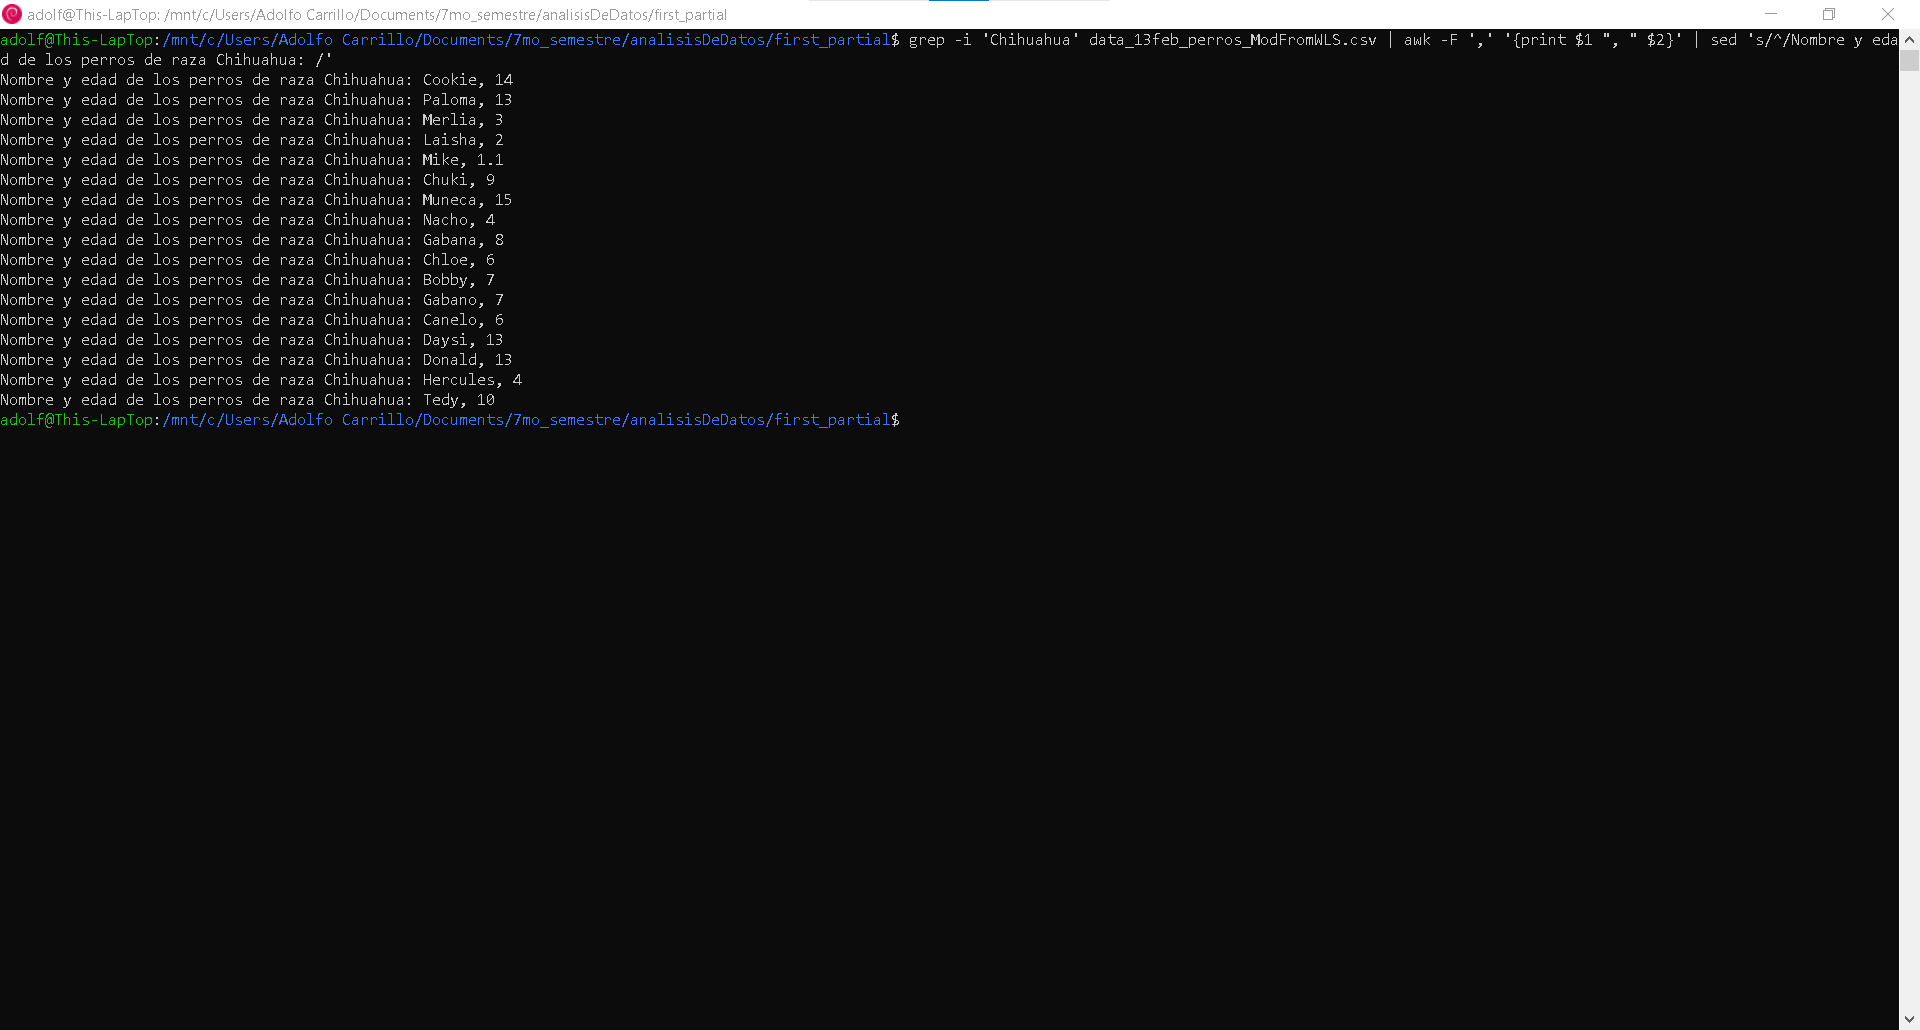 adolf@This-LapTop: /mnt/c/Users/Adolfo Carrillo/Documents/7mo_semestre/analisisDeDatos/first_partial
adolf@This-LapTop:/mnt/c/Users/Adolfo Carrillo/Documents/7mo_semestre/analisisDeDatos/first_partial$ grep -i 'Chihuahua' data_13feb_perros_ModFromWLS.csv | awk -F ',' '{print $1 ", " $2}' | sed 's/^/Nombre y eda
d de los perros de raza Chihuahua: /'
Nombre y edad de los perros de raza Chihuahua: Cookie, 14
Nombre y edad de los perros de raza Chihuahua: Paloma, 13
Nombre y edad de los perros de raza Chihuahua: Merlia, 3
Nombre y edad de los perros de raza Chihuahua: Laisha, 2
Nombre y edad de los perros de raza Chihuahua: Mike, 1.1
Nombre y edad de los perros de raza Chihuahua: Chuki, 9
Nombre y edad de los perros de raza Chihuahua: Muneca, 15
Nombre y edad de los perros de raza Chihuahua: Nacho, 4
Nombre y edad de los perros de raza Chihuahua: Gabana, 8
Nombre y edad de los perros de raza Chihuahua: Chloe, 6
Nombre y edad de los perros de raza Chihuahua: Bobby, 7
Nombre y edad de los perros de raza Chihuahua: Gabano, 7
Nombre y edad de los perros de raza Chihuahua: Canelo, 6
Nombre y edad de los perros de raza Chihuahua: Daysi, 13
Nombre y edad de los perros de raza Chihuahua: Donald, 13
Nombre y edad de los perros de raza Chihuahua: Hercules, 4
Nombre y edad de los perros de raza Chihuahua: Tedy, 10
adolf@This-LapTop:/mnt/c/Users/Adolfo Carrillo/Documents/7mo_semestre/analisisDeDatos/first_partial$